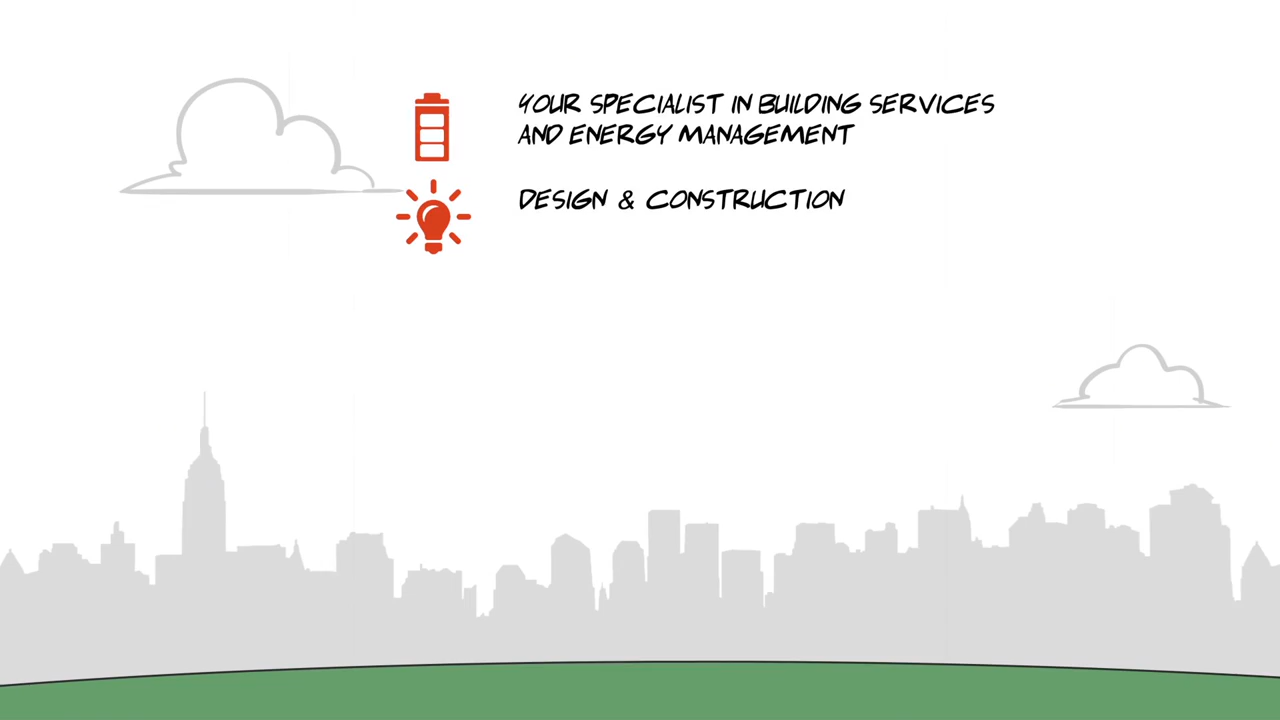 YOUR SPECIALIST IN BUILDING SERVICES
AND ENERGY MANAGEMENT
DESIGN & CONSTRUCTION